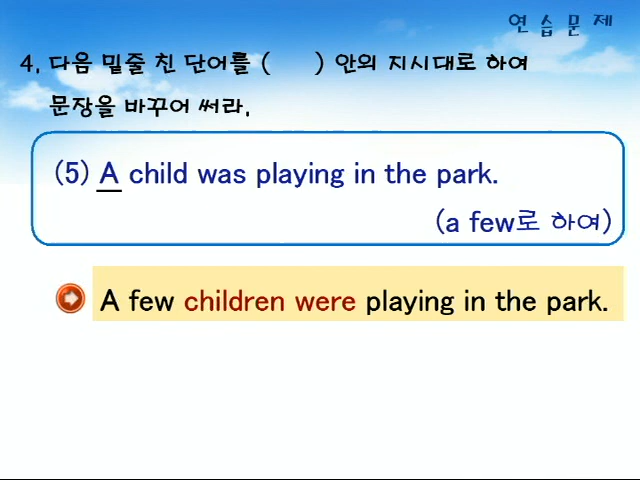 연습문제
4. 다음 밑줄 친 단어를 (    ) 안의 지시대로 하여
문장을 바꾸어 써라.
(5) A child was playing in the park.
(a few로 하여)
A few children were playing in the park.